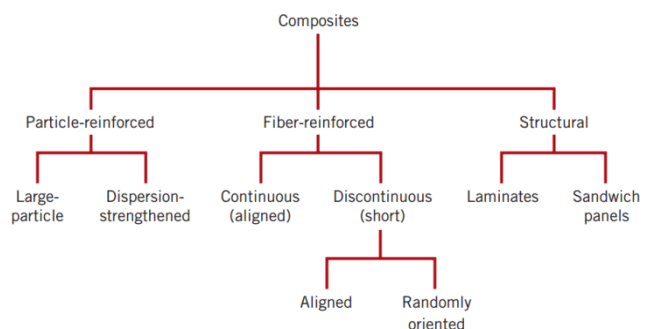 Composites
Particle-reinforced Fiber-reinforced Structural
Large- Dispersion- Continuous Discontinuous Laminates Sandwich
particle strengthened (aligned) (short) panels
Aligned Randomly
oriented